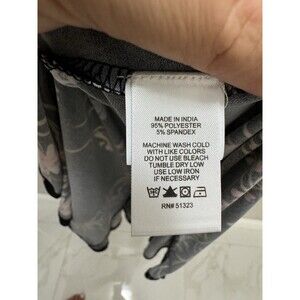 MADE IN INDIA
95% POLYESTER
5% SPANDEX
MACHINE WASH COLD
WITH LIKE COLORS
DO NOT USE BLEACH
TUMBLE DRY LOW
USE LOW IRON
IF NECESSARY
RN# 51323